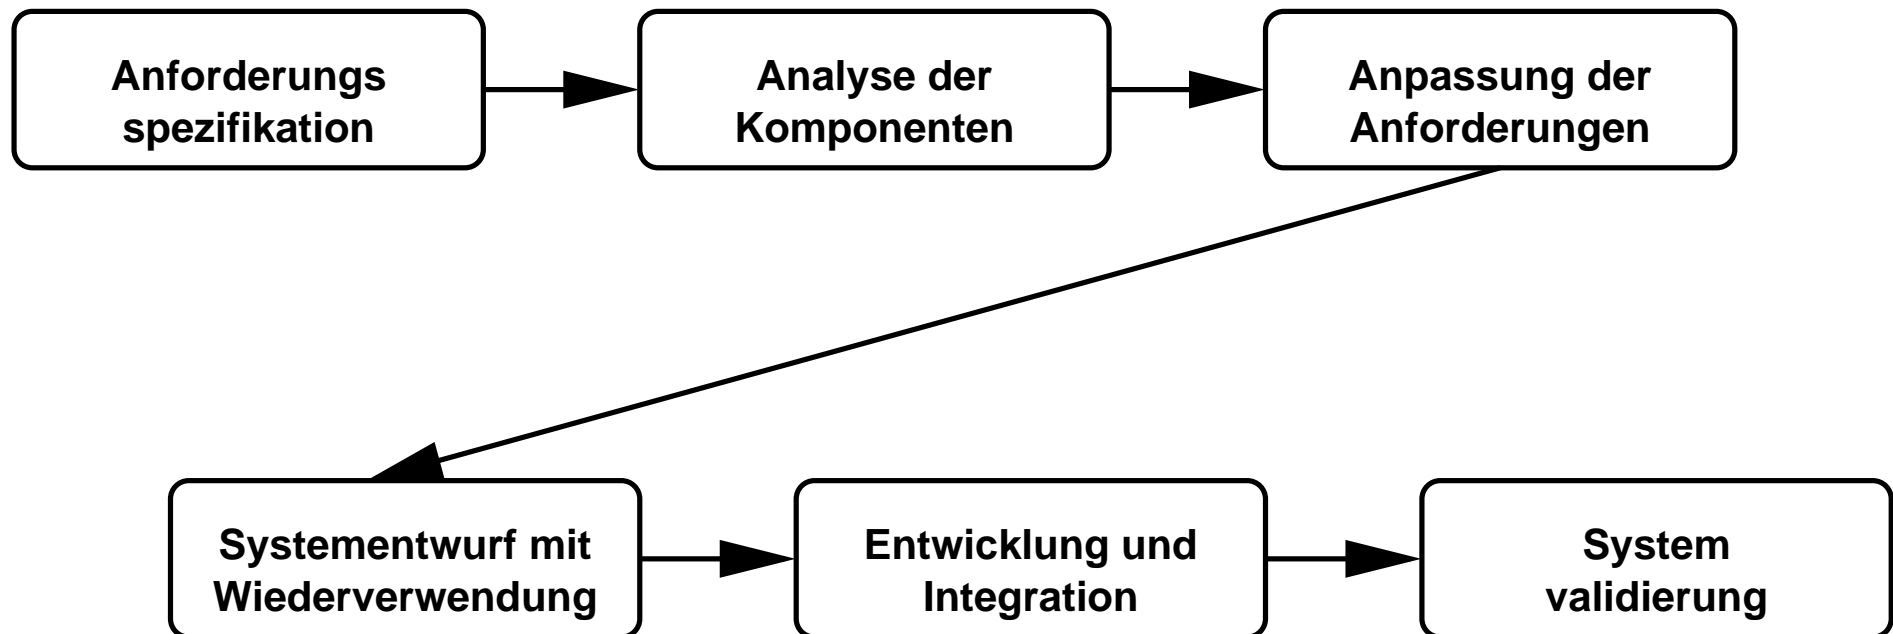 Anforderungs
spezifikation
Analyse der
Komponenten
Anpassung der
Anforderungen
Systementwurf mit
Wiederverwendung
Entwicklung und
Integration
System
validierung